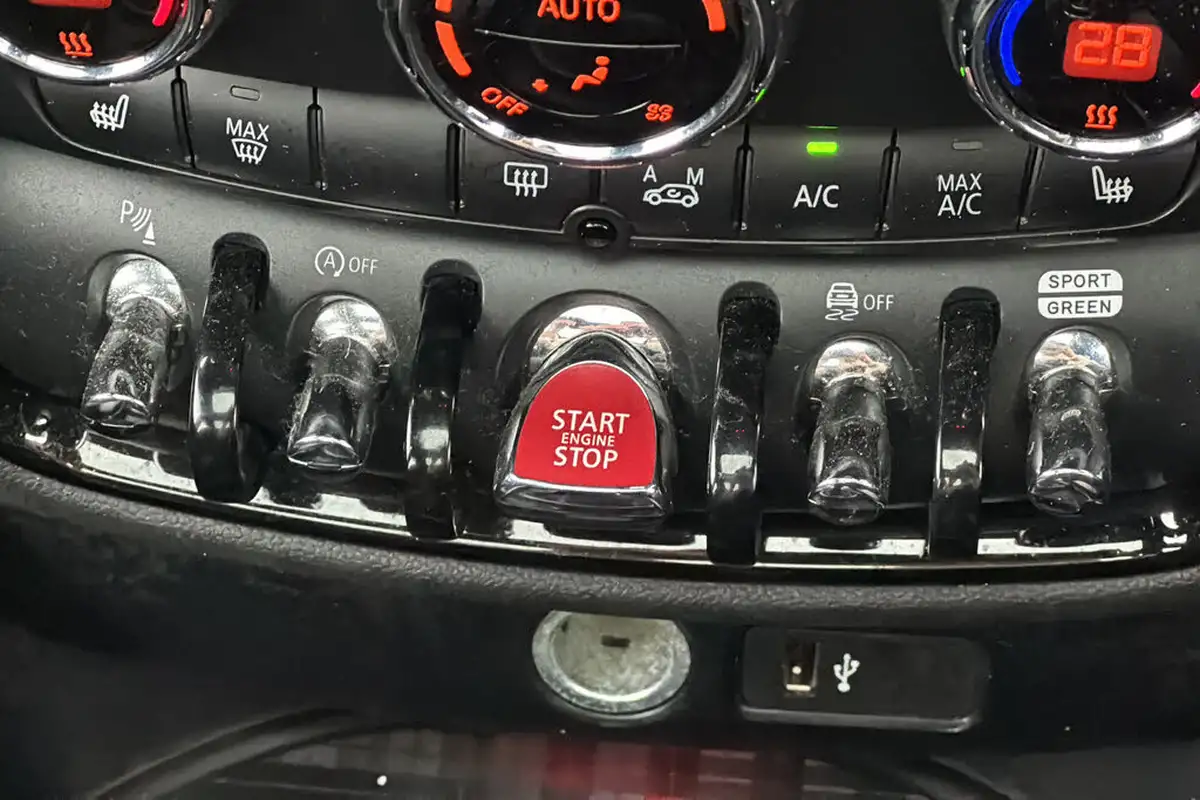 AUTO
28
OFF
MAX
A M
A/C
MAX
A/C
P
A OFF
OFF
SPORT
GREEN
START
ENGINE
STOP